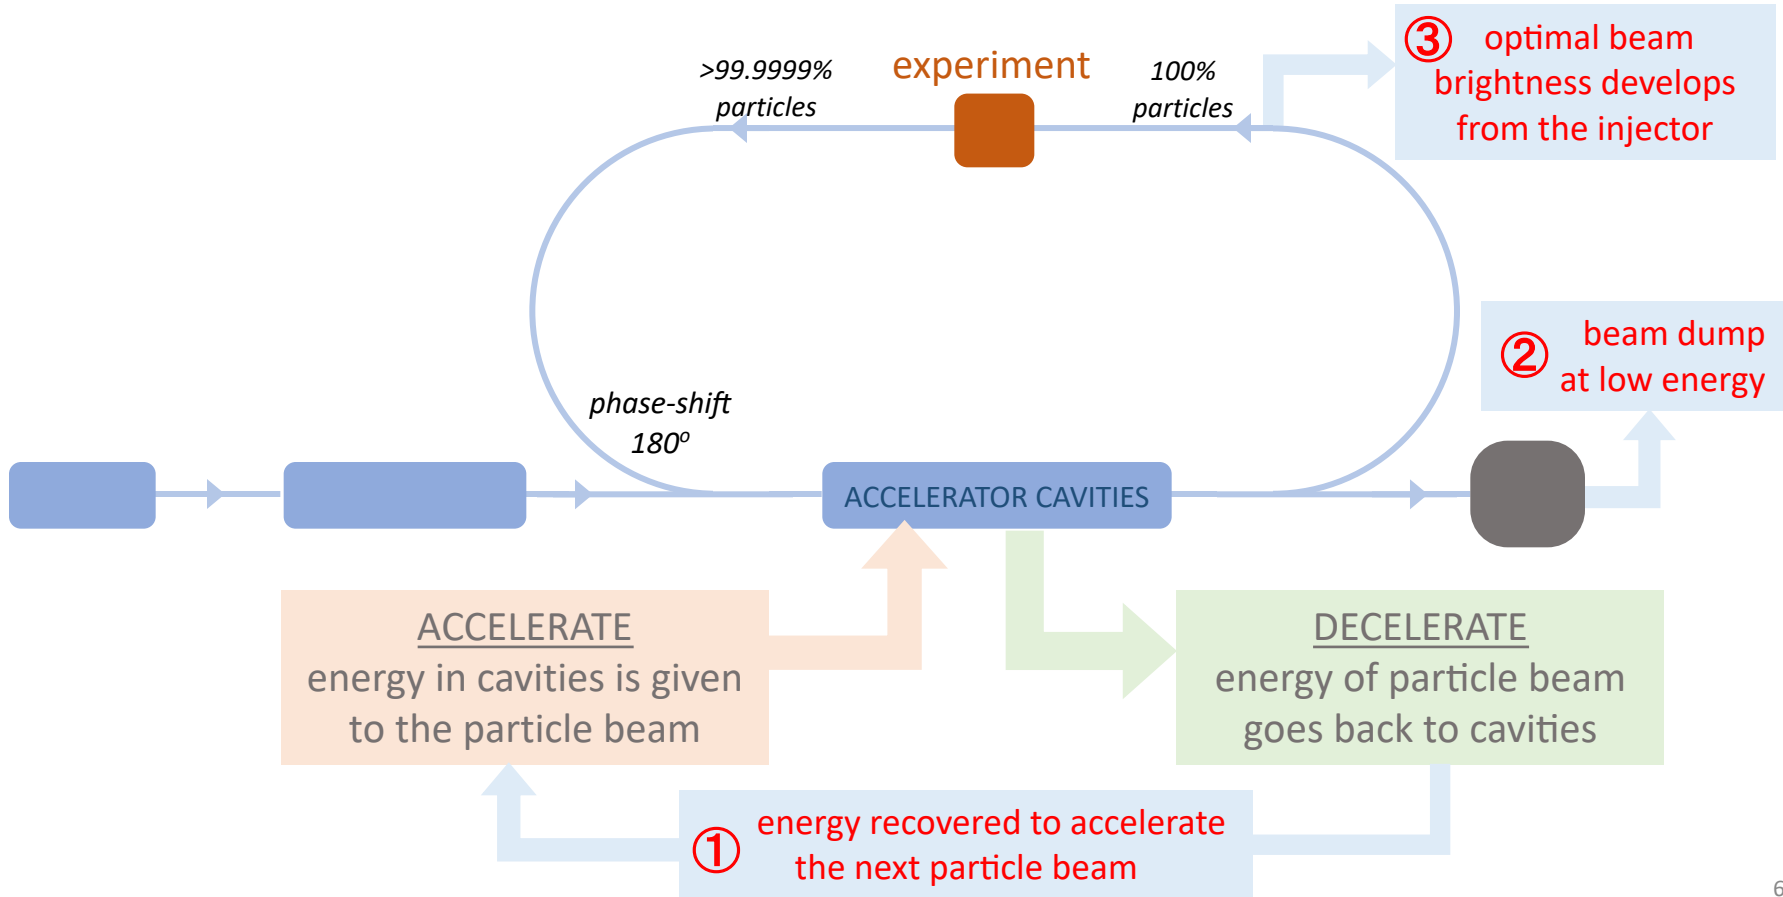 >99.9999%
particles
experiment
100%
particles
③ optimal beam
brightness develops
from the injector
② beam dump
at low energy
phase-shift
180º
ACCELERATOR CAVITIES
ACCELERATE
energy in cavities is given
to the particle beam
DECELERATE
energy of particle beam
goes back to cavities
① energy recovered to accelerate
the next particle beam
6